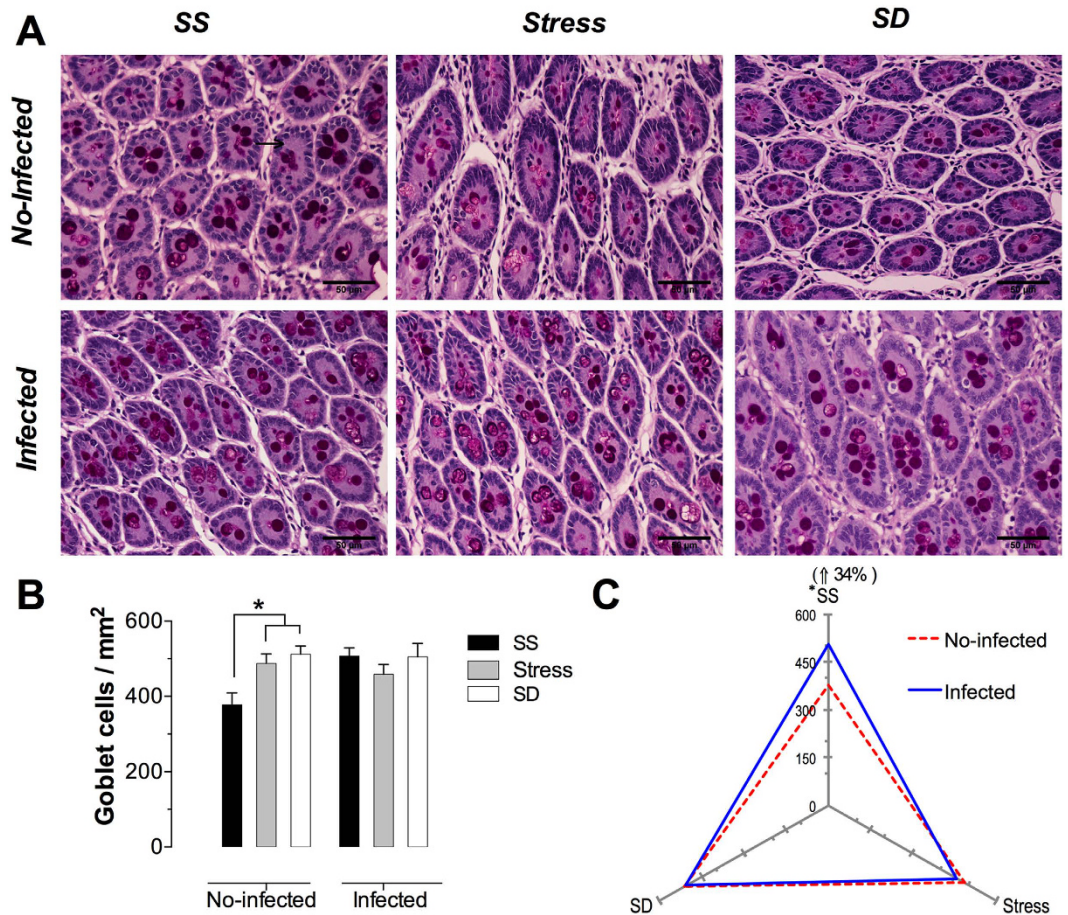 A
SS
Stress
SD
No-Infected
50 µm
50 µm
50 µm
Infected
50 µm
50 µm
50 µm
B
*
Goblet cells / mm²
600
400
200
0
No-infected
Infected
SS
Stress
SD
C
(⇑ 34% )
*SS
600
450
300
150
0
SD
Stress
No-infected
Infected